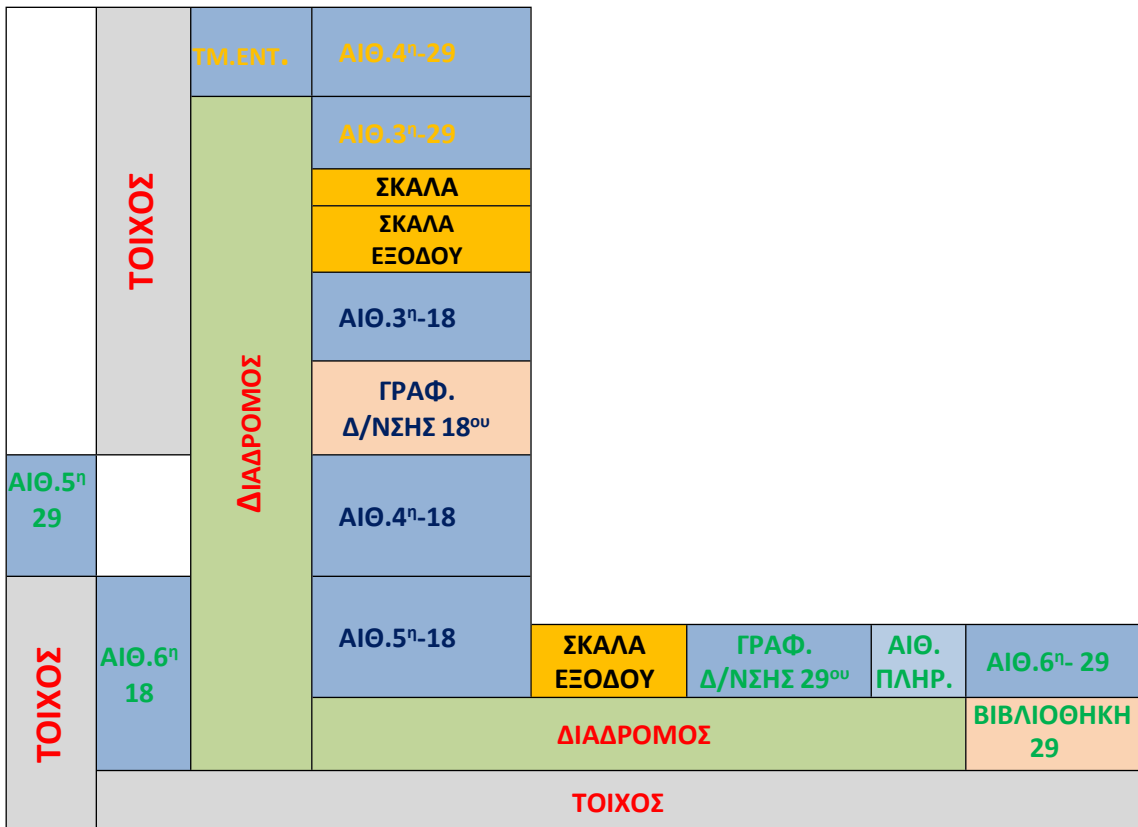 ΤΜ.ΕΝΤ.
ΑΙΘ.4η-29
ΑΙΘ.3η-29
ΤΟΙΧΟΣ
ΣΚΑΛΑ
ΣΚΑΛΑ
ΕΞΟΔΟΥ
ΑΙΘ.3η-18
ΔΙΑΔΡΟΜΟΣ
ΓΡΑΦ.
Δ/ΝΣΗΣ 18ου
ΑΙΘ.5η
29
ΑΙΘ.4η-18
ΤΟΙΧΟΣ
ΑΙΘ.6η
18
ΑΙΘ.5η-18
ΣΚΑΛΑ
ΕΞΟΔΟΥ
ΓΡΑΦ.
Δ/ΝΣΗΣ 29ου
ΑΙΘ.
ΠΛΗΡ.
ΑΙΘ.6η- 29
ΔΙΑΔΡΟΜΟΣ
ΒΙΒΛΙΟΘΗΚΗ
29
ΤΟΙΧΟΣ